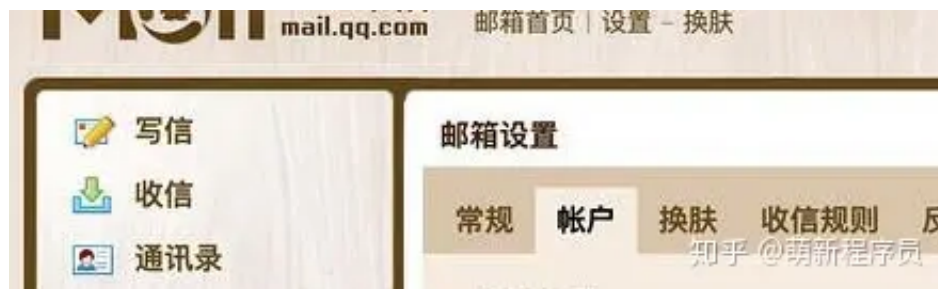 mail.qq.com
邮箱首页 | 设置 - 换肤
写信
收信
通讯录
邮箱设置
常规 帐户 换肤 收信规则
知乎 @萌新程序员